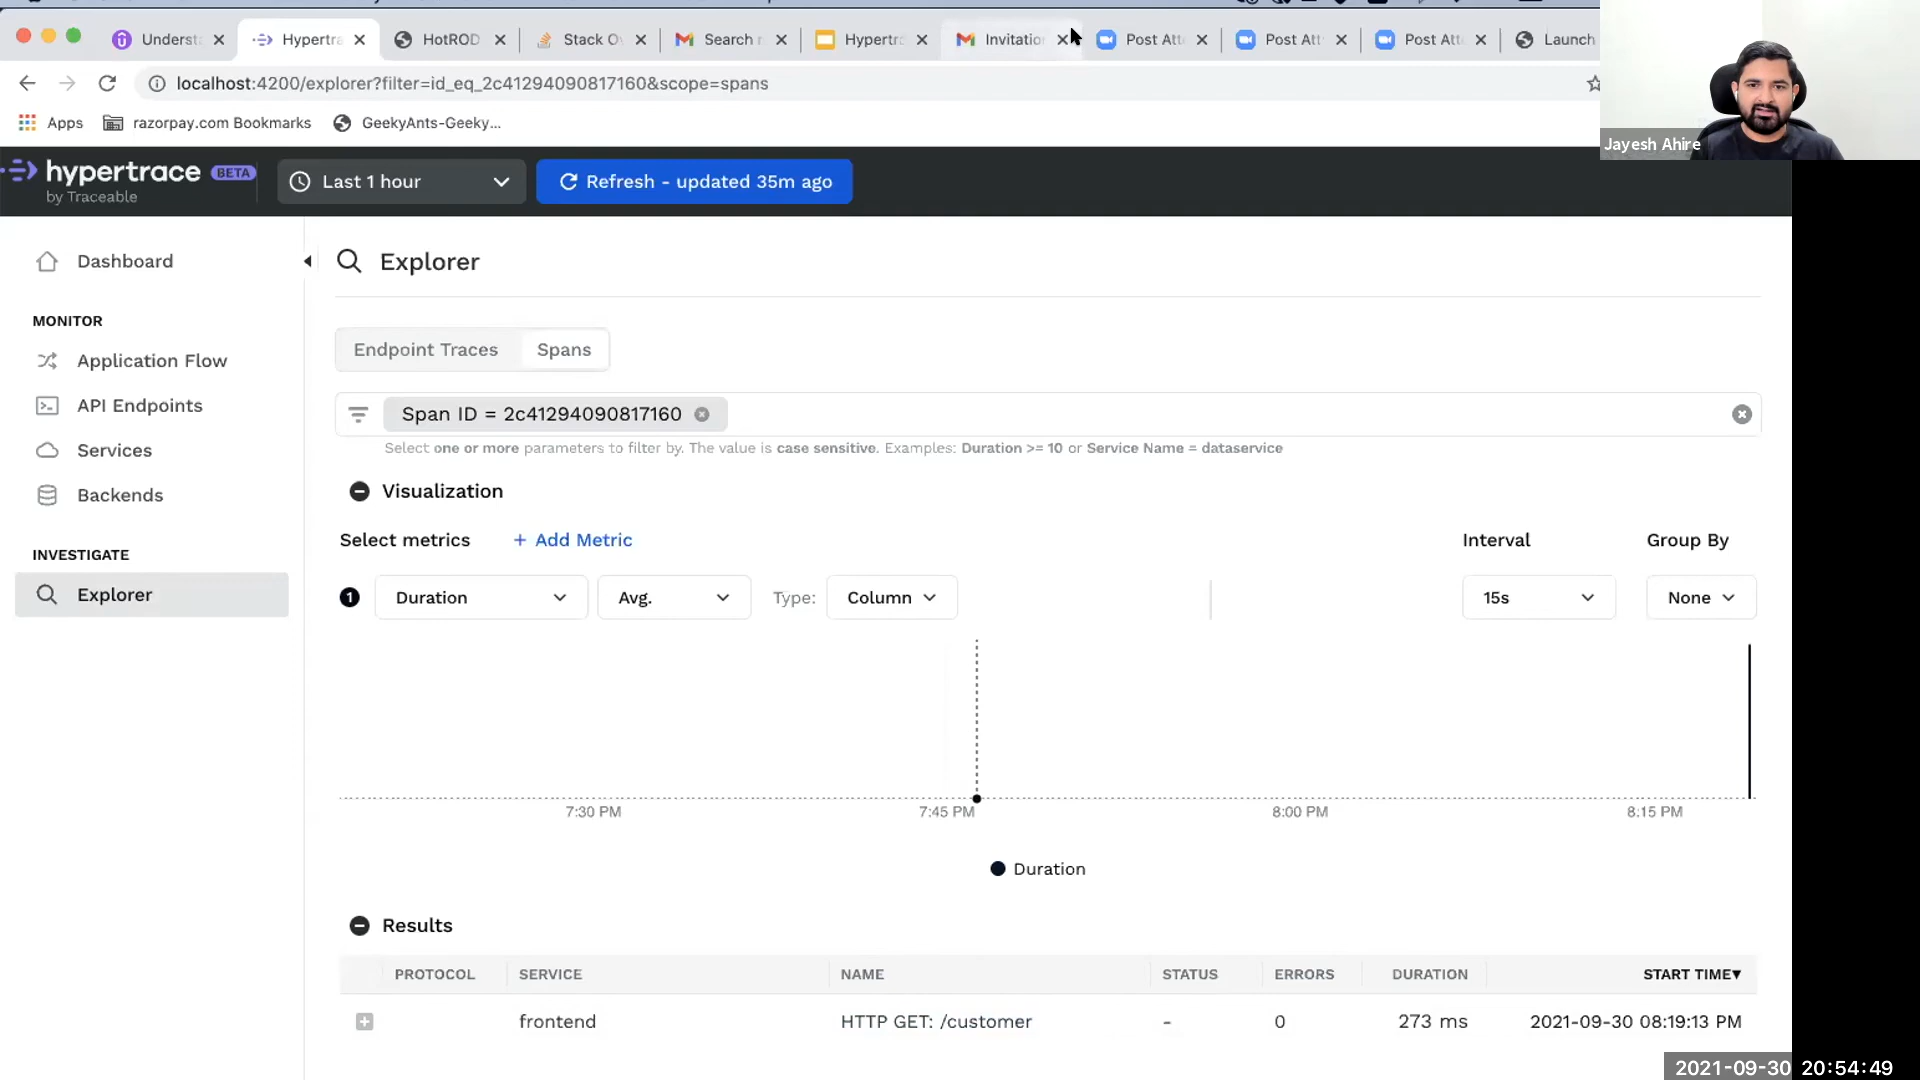 Underst
Hypertra
HotROD
Stack O
Search r
Hypertr
Invitatio
Post Att
Post Att
Post Att
Launch
localhost:4200/explorer?filter=id_eq_2c41294090817160&scope=spans
Apps
razorpay.com Bookmarks
GeekyAnts-Geeky...
Jayesh Ahire
hypertrace BETA
by Traceable
Last 1 hour
Refresh - updated 35m ago
Dashboard
MONITOR
Application Flow
API Endpoints
Services
Backends
INVESTIGATE
Explorer
Explorer
Endpoint Traces
Spans
Span ID = 2c41294090817160
Select one or more parameters to filter by. The value is case sensitive. Examples: Duration >= 10 or Service Name = dataservice
Visualization
Select metrics
+ Add Metric
Interval
Group By
1
Duration
Avg.
Type:
Column
15s
None
7:30 PM
7:45 PM
8:00 PM
8:15 PM
Duration
Results
PROTOCOL SERVICE NAME STATUS ERRORS DURATION START TIME▼
frontend HTTP GET: /customer - 0 273 ms 2021-09-30 08:19:13 PM
2021-09-30 20:54:49